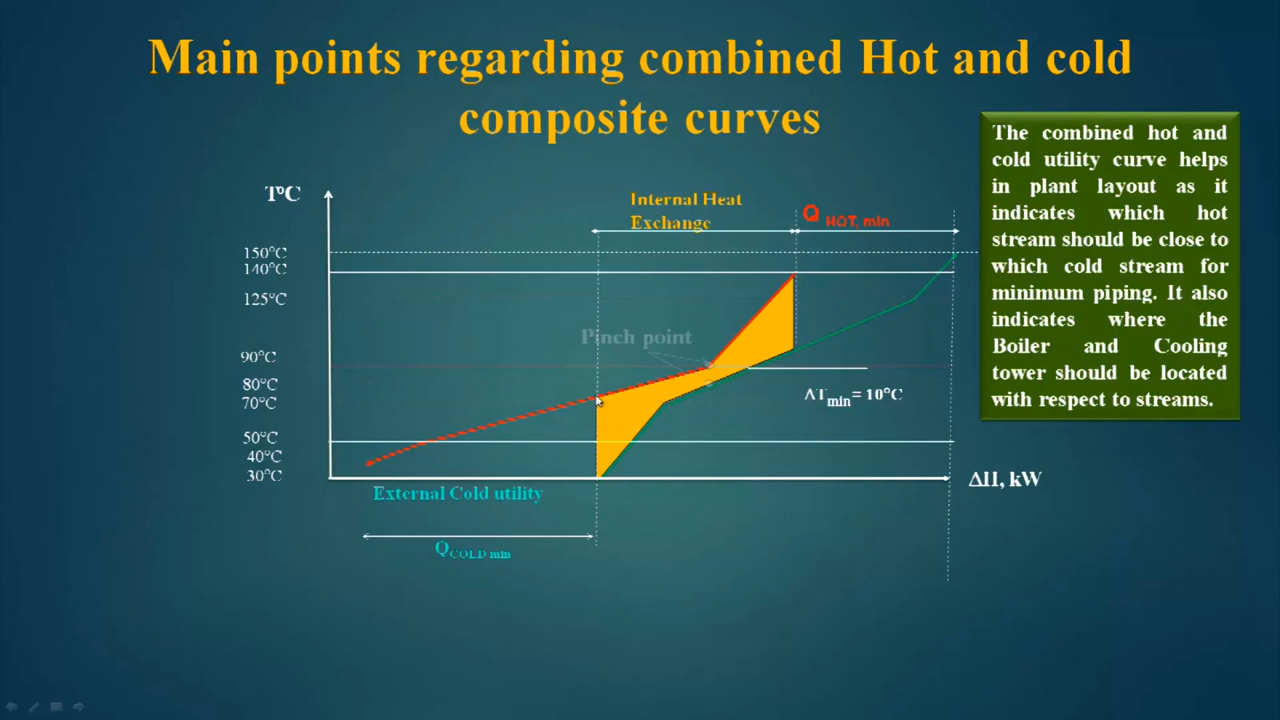 Main points regarding combined Hot and cold
composite curves
The combined hot and
cold utility curve helps
in plant layout as it
indicates which hot
stream should be close to
which cold stream for
minimum piping. It also
indicates where the
Boiler and Cooling
tower should be located
with respect to streams.
T°C
Internal Heat
Exchange
Q HOT, min
150°C
140°C
125°C
Pinch point
90°C
80°C
70°C
ΔTmin= 10°C
50°C
40°C
30°C
ΔH, kW
External Cold utility
QCOLD min